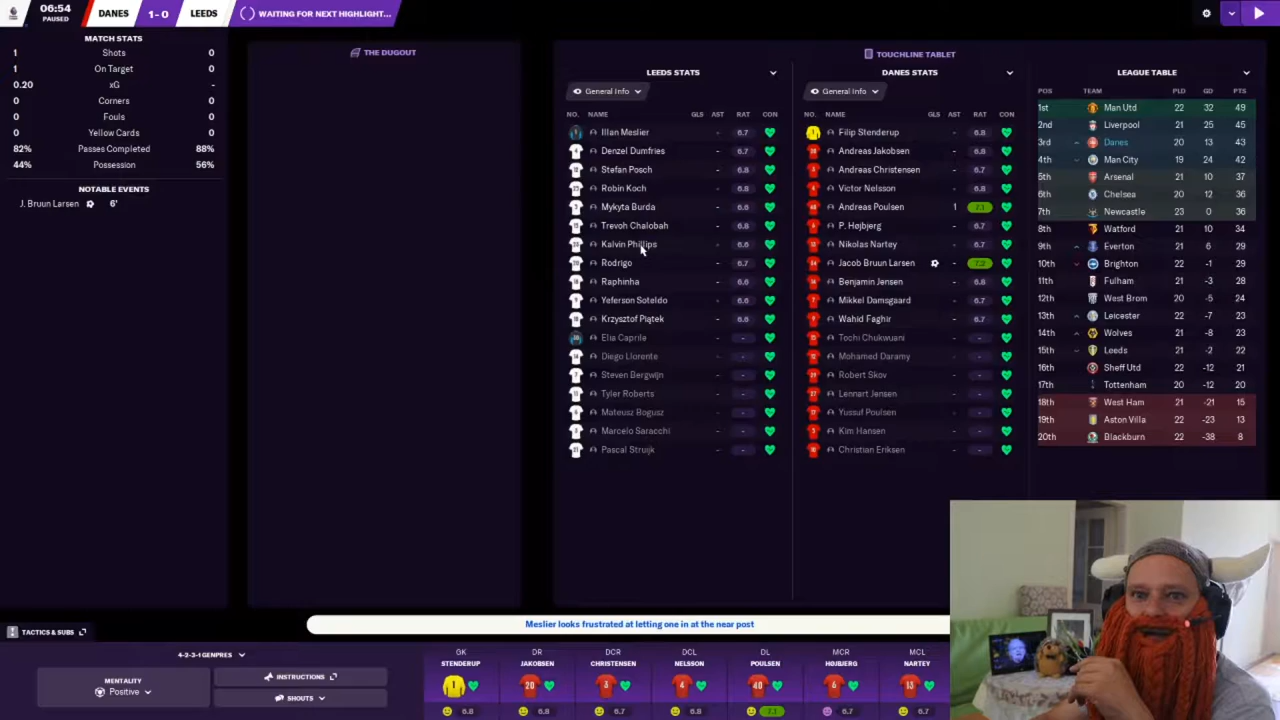 06:54
PAUSED
DANES
1 - 0
LEEDS
WAITING FOR NEXT HIGHLIGHT...
MATCH STATS
1 Shots 0
1 On Target 0
0.20 xG -
0 Corners 0
0 Fouls 0
0 Yellow Cards 0
82% Passes Completed 88%
44% Possession 56%
NOTABLE EVENTS
J. Bruun Larsen 6'
THE DUGOUT
TOUCHLINE TABLET
LEEDS STATS
General Info
NO. NAME GLS AST RAT CON
Illan Meslier - 6.7
Denzel Dumfries - 6.7
Stefan Posch - 6.8
Robin Koch - 6.8
Mykyta Burda - 6.6
Trevoh Chalobah - 6.8
Kalvin Phillips - 6.6
Rodrigo - 6.7
Raphinha - 6.6
Yeferson Soteldo - 6.6
Krzysztof Piątek - 6.6
Elia Caprile - -
Diego Llorente - -
Steven Bergwijn - -
Tyler Roberts - -
Mateusz Bogusz - -
Marcelo Saracchi - -
Pascal Struijk - -
DANES STATS
General Info
NO. NAME GLS AST RAT CON
Filip Stenderup - 6.8
Andreas Jakobsen - 6.8
Andreas Christensen - 6.7
Victor Nelsson - 6.8
Andreas Poulsen 1 7.1
P. Højbjerg - 6.7
Nikolas Nartey - 6.7
Jacob Bruun Larsen - 7.2
Benjamin Jensen - 6.8
Mikkel Damsgaard - 6.7
Wahid Faghir - 6.7
Tochi Chukwuani - -
Mohamed Daramy - -
Robert Skov - -
Lennart Jensen - -
Yussuf Poulsen - -
Kim Hansen - -
Christian Eriksen - -
LEAGUE TABLE
POS TEAM PLD GD PTS
1st Man Utd 22 32 49
2nd Liverpool 21 25 45
3rd Danes 20 13 43
4th Man City 19 24 42
5th Arsenal 21 10 37
6th Chelsea 20 12 36
7th Newcastle 23 0 36
8th Watford 21 10 34
9th Everton 21 6 29
10th Brighton 22 -1 29
11th Fulham 21 -3 28
12th West Brom 20 -5 24
13th Leicester 22 -7 23
14th Wolves 21 -8 23
15th Leeds 21 -2 22
16th Sheff Utd 22 -12 21
17th Tottenham 20 -12 20
18th West Ham 21 -21 15
19th Aston Villa 22 -23 13
20th Blackburn 22 -38 8
Meslier looks frustrated at letting one in at the near post
TACTICS & SUBS
4-2-3-1 GENPRES
MENTALITY
Positive
INSTRUCTIONS
SHOUTS
GK DR DCR DCL DL MCR MCL
STENDERUP JAKOBSEN CHRISTENSEN NELSSON POULSEN HØJBJERG NARTEY
1 20 3 4 40 6 13
6.8 6.8 6.7 6.8 7.1 6.7 6.7